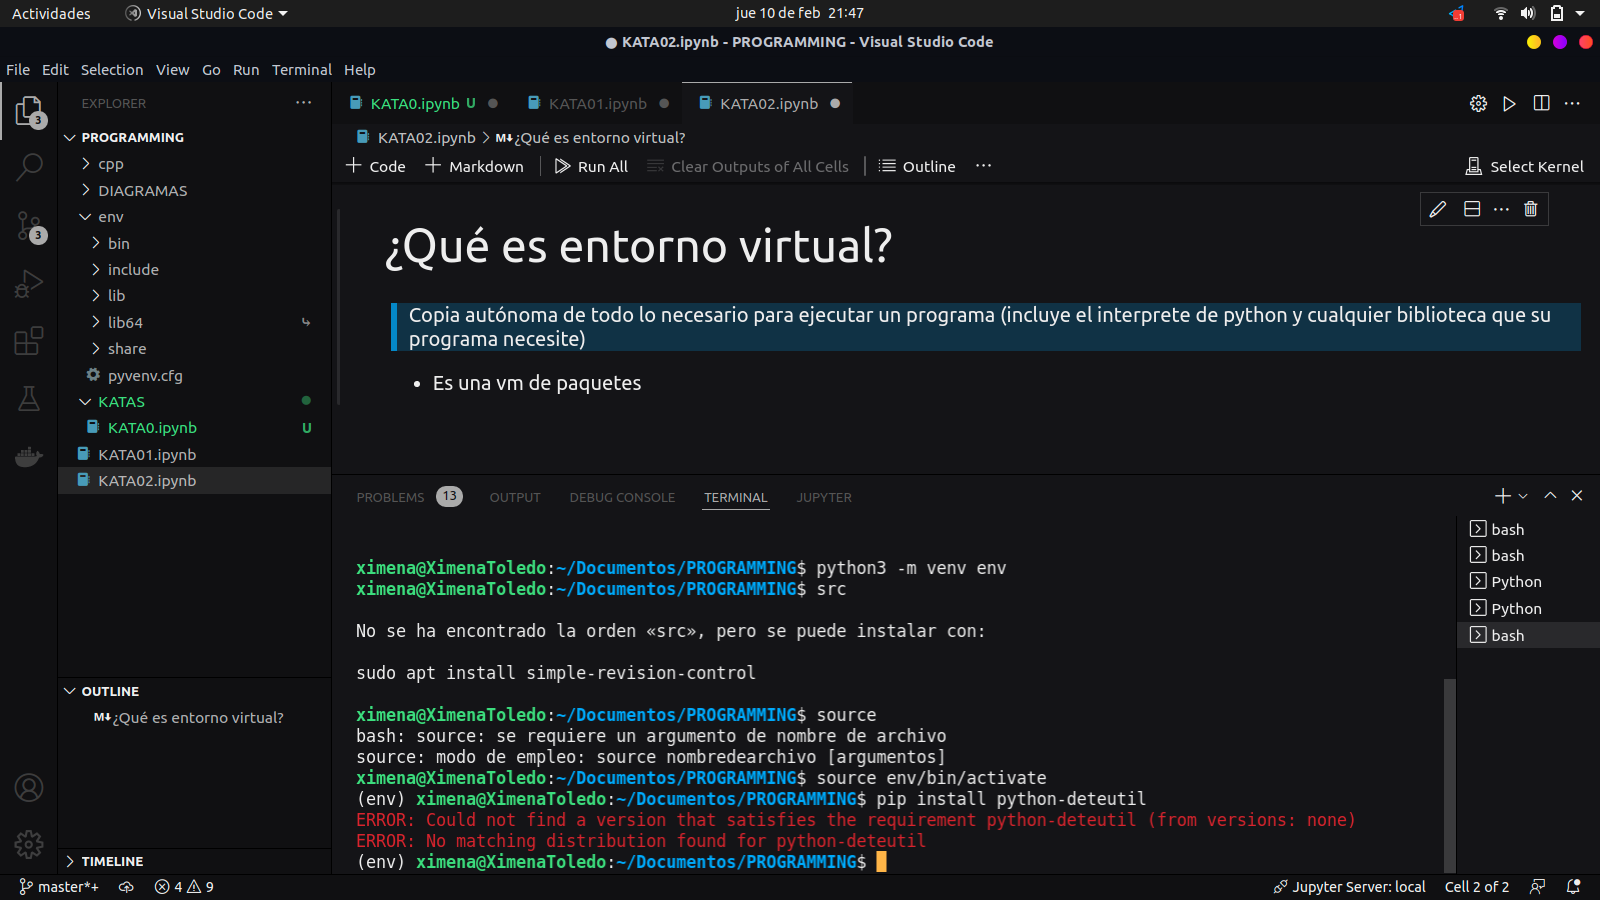 Actividades
Visual Studio Code
jue 10 de feb 21:47
KATA02.ipynb - PROGRAMMING - Visual Studio Code
File Edit Selection View Go Run Terminal Help
EXPLORER
PROGRAMMING
cpp
DIAGRAMAS
env
bin
include
lib
lib64
share
pyvenv.cfg
KATAS
KATA0.ipynb U
KATA01.ipynb
KATA02.ipynb
OUTLINE
M ¿Qué es entorno virtual?
TIMELINE
3
3
KATA0.ipynb U
KATA01.ipynb
KATA02.ipynb
KATA02.ipynb > M ¿Qué es entorno virtual?
Code Markdown Run All Clear Outputs of All Cells Outline
Select Kernel
¿Qué es entorno virtual?
Copia autónoma de todo lo necesario para ejecutar un programa (incluye el interprete de python y cualquier biblioteca que su
programa necesite)
• Es una vm de paquetes
PROBLEMS 13 OUTPUT DEBUG CONSOLE TERMINAL JUPYTER
ximena@XimenaToledo:~/Documentos/PROGRAMMING$ python3 -m venv env
ximena@XimenaToledo:~/Documentos/PROGRAMMING$ src
No se ha encontrado la orden «src», pero se puede instalar con:
sudo apt install simple-revision-control
ximena@XimenaToledo:~/Documentos/PROGRAMMING$ source
bash: source: se requiere un argumento de nombre de archivo
source: modo de empleo: source nombredearchivo [argumentos]
ximena@XimenaToledo:~/Documentos/PROGRAMMING$ source env/bin/activate
(env) ximena@XimenaToledo:~/Documentos/PROGRAMMING$ pip install python-deteutil
ERROR: Could not find a version that satisfies the requirement python-deteutil (from versions: none)
ERROR: No matching distribution found for python-deteutil
(env) ximena@XimenaToledo:~/Documentos/PROGRAMMING$
bash
bash
Python
Python
bash
master*+
4
9
Jupyter Server: local
Cell 2 of 2